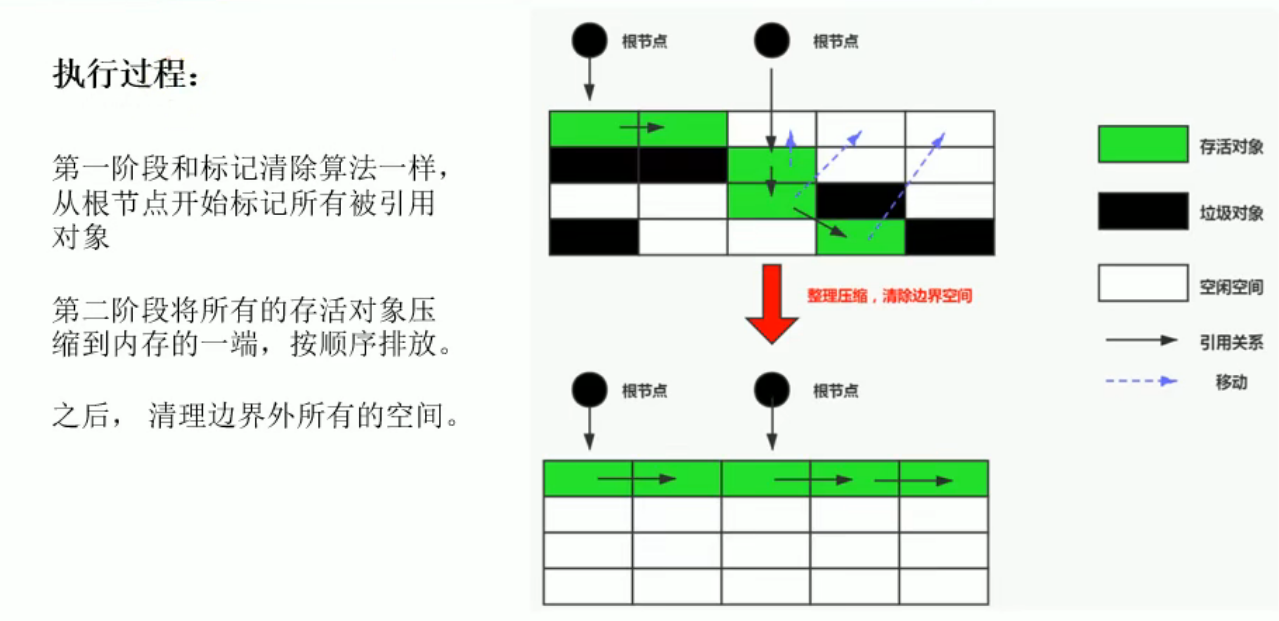 执行过程：
第一阶段和标记清除算法一样，
从根节点开始标记所有被引用
对象
第二阶段将所有的存活对象压
缩到内存的一端，按顺序排放。
之后， 清理边界外所有的空间。
根节点
根节点
存活对象
垃圾对象
空闲空间
引用关系
移动
整理压缩，清除边界空间
根节点
根节点